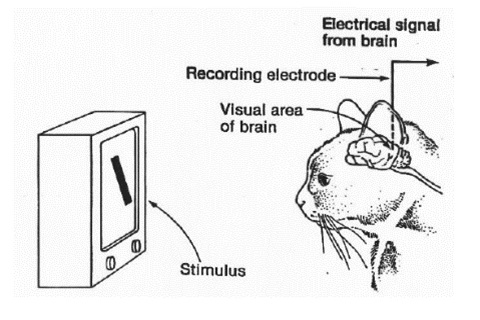 Electrical signal
from brain
Recording electrode
Visual area
of brain
Stimulus